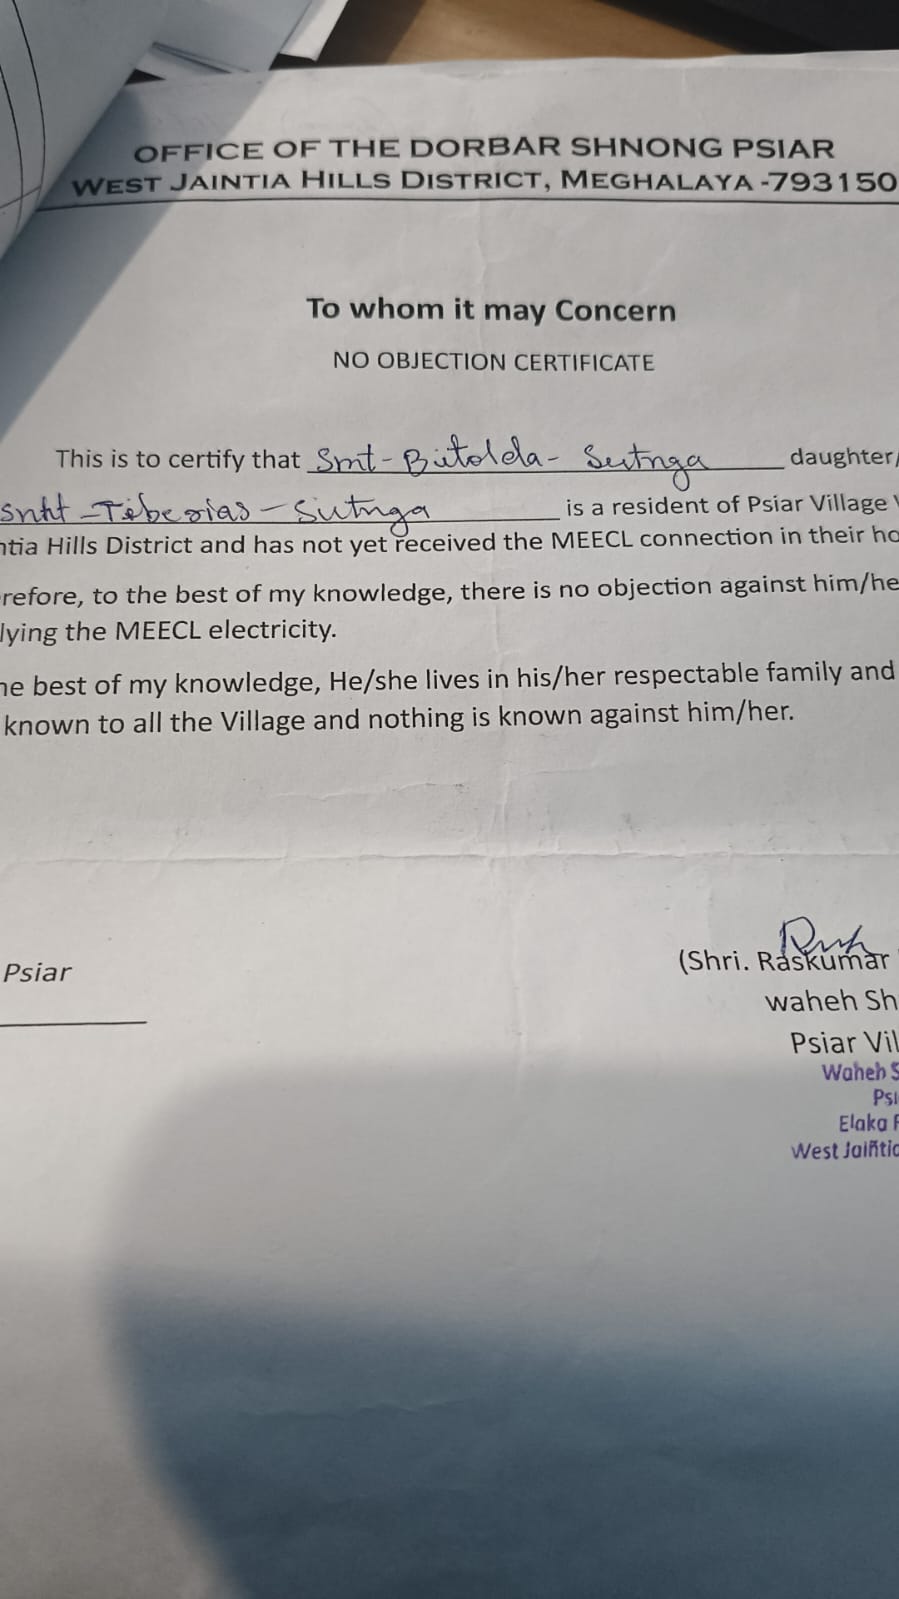 OFFICE OF THE DORBAR SHNONG PSIAR
WEST JAINTIA HILLS DISTRICT, MEGHALAYA -793150
To whom it may Concern
NO OBJECTION CERTIFICATE
This is to certify that Smt - Bitolda - Sutnga daughter/
Smt - Teberias - Sutnga is a resident of Psiar Village
ntia Hills District and has not yet received the MEECL connection in their ho
refore, to the best of my knowledge, there is no objection against him/he
lying the MEECL electricity.
he best of my knowledge, He/she lives in his/her respectable family and
known to all the Village and nothing is known against him/her.
Psiar
(Shri. Raskumar
waheh Sh
Psiar Vil
Waheh S
Psi
Elaka
West Jaiñtia